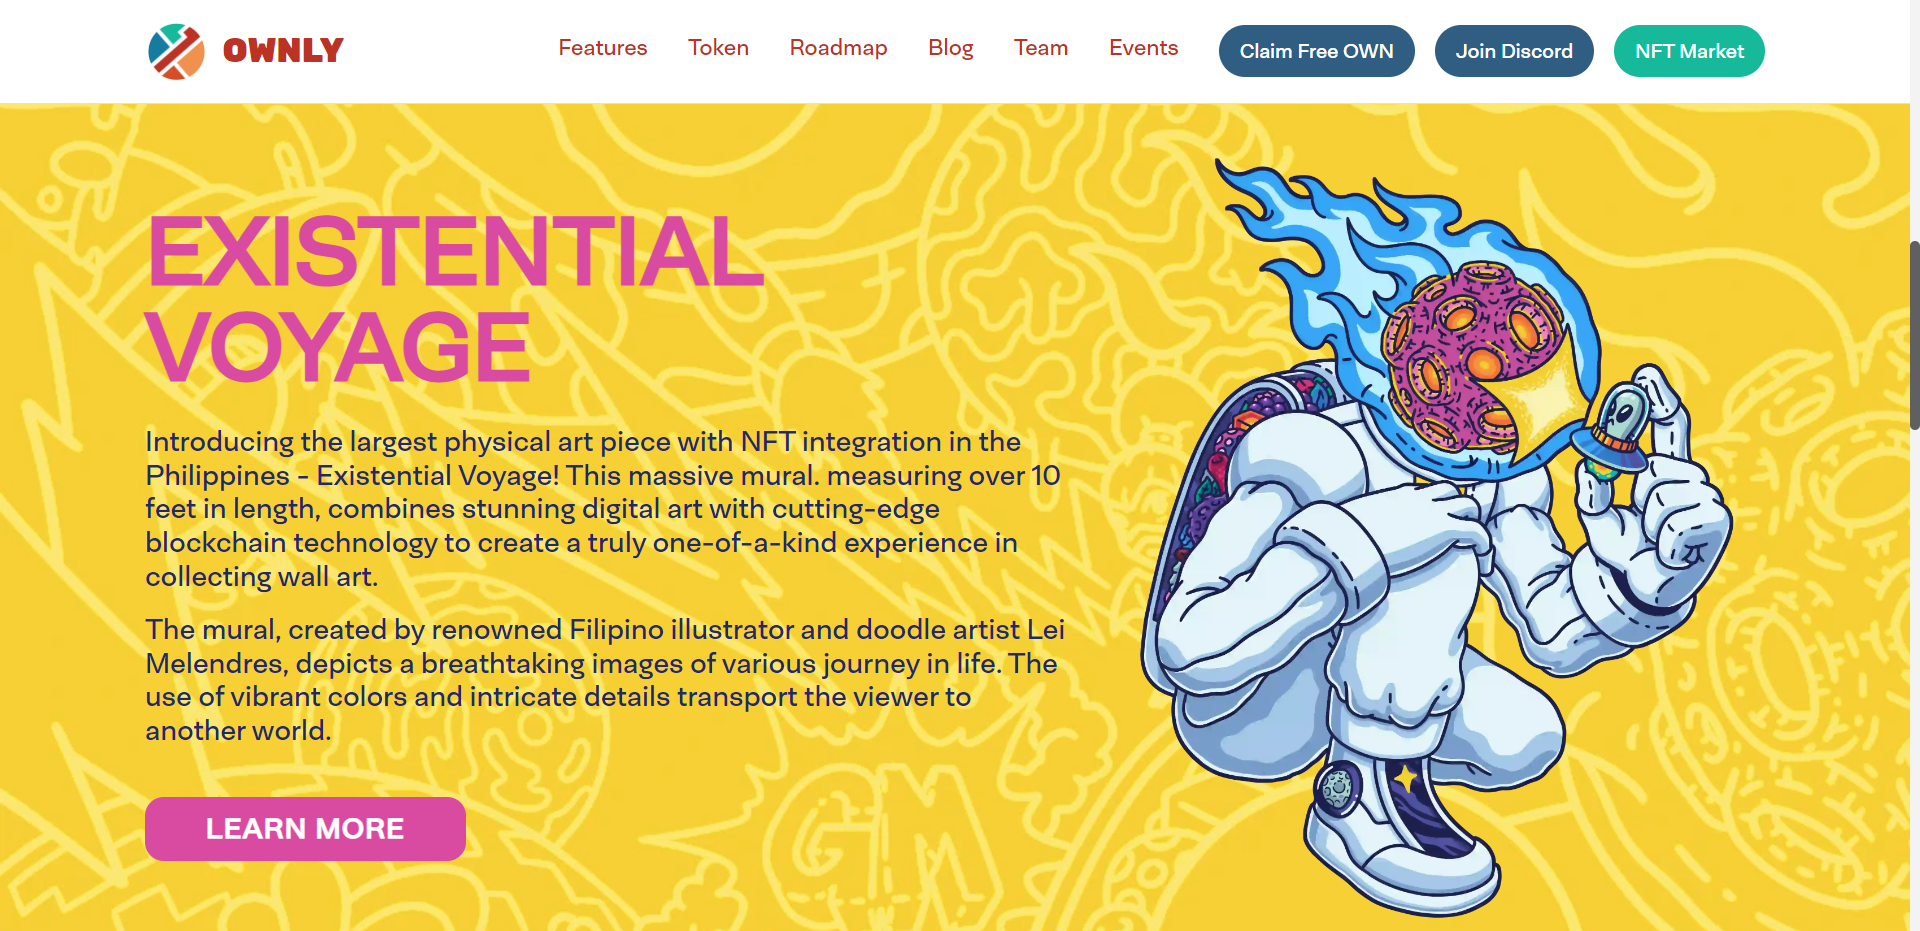 OWNLY
Features Token Roadmap Blog Team Events Claim Free OWN Join Discord NFT Market
EXISTENTIAL
VOYAGE
Introducing the largest physical art piece with NFT integration in the
Philippines - Existential Voyage! This massive mural. measuring over 10
feet in length, combines stunning digital art with cutting-edge
blockchain technology to create a truly one-of-a-kind experience in
collecting wall art.
The mural, created by renowned Filipino illustrator and doodle artist Lei
Melendres, depicts a breathtaking images of various journey in life. The
use of vibrant colors and intricate details transport the viewer to
another world.
LEARN MORE
GM